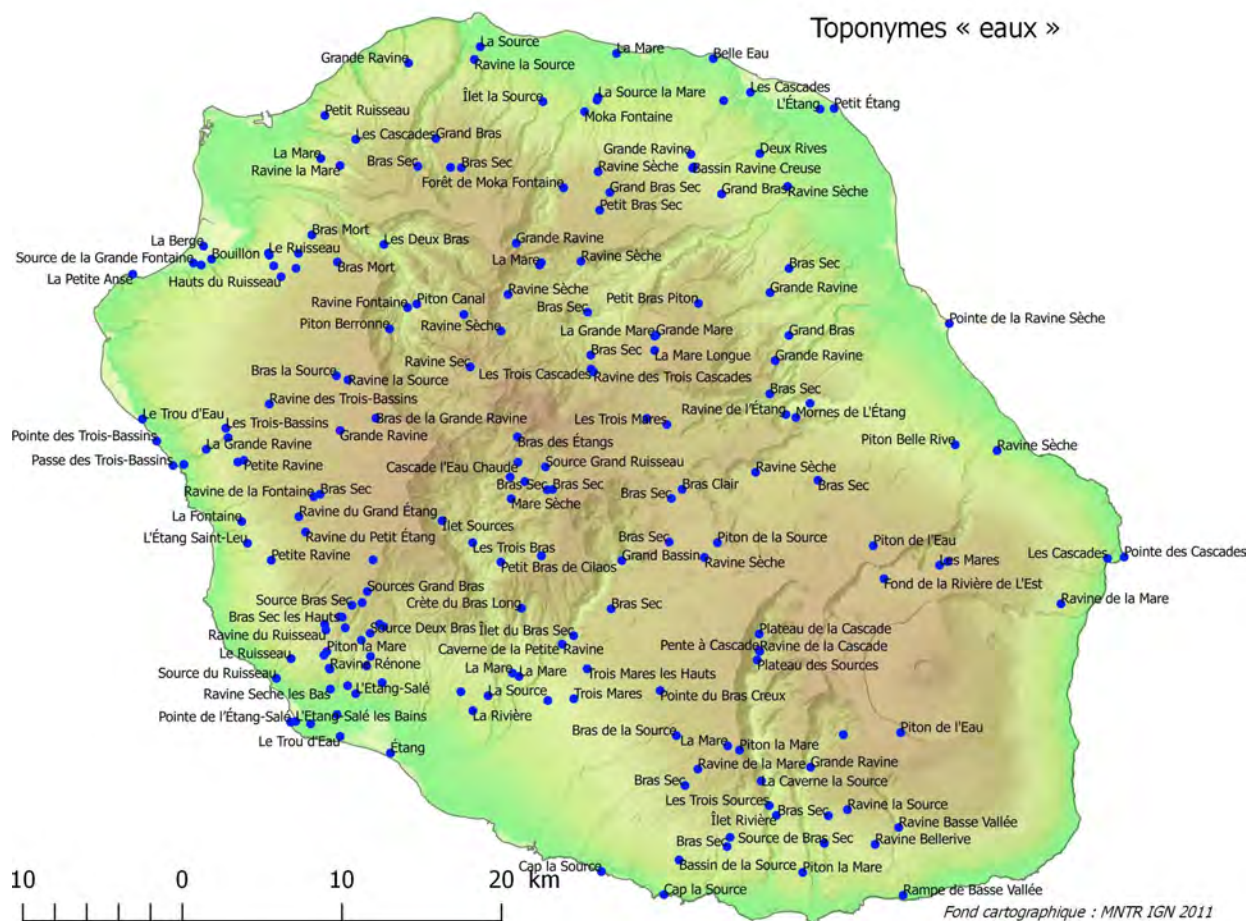 Toponymes « eaux »
La Source
La Mare
Belle Eau
Grande Ravine
Ravine la Source
Les Cascades
Îlet la Source
La Source la Mare
L'Étang
Petit Étang
Petit Ruisseau
Moka Fontaine
Les Cascades
Grand Bras
La Mare
Grande Ravine
Deux Rives
Ravine la Mare
Bras Sec
Bras Sec
Ravine Sèche
Bassin Ravine Creuse
Forêt de Moka Fontaine
Grand Bras Sec
Grand Bras
Ravine Sèche
Petit Bras Sec
Bras Mort
La Berge
Les Deux Bras
Grande Ravine
Source de la Grande Fontaine
Bouillon
Le Ruisseau
Bras Mort
La Mare
Ravine Sèche
Bras Sec
La Petite Anse
Hauts du Ruisseau
Ravine Sèche
Grande Ravine
Ravine Fontaine
Piton Canal
Bras Sec
Petit Bras Piton
Piton Berronne
Ravine Sèche
La Grande Mare
Grande Mare
Grand Bras
Pointe de la Ravine Sèche
Ravine Sec
Bras Sec
La Mare Longue
Grande Ravine
Bras la Source
Ravine la Source
Les Trois Cascades
Ravine des Trois Cascades
Bras Sec
Ravine des Trois-Bassins
Ravine de l'Étang
Mornes de L'Étang
Le Trou d'Eau
Les Trois-Bassins
Bras de la Grande Ravine
Les Trois Mares
Pointe des Trois-Bassins
Grande Ravine
Bras des Étangs
Piton Belle Rive
Ravine Sèche
La Grande Ravine
Passe des Trois-Bassins
Petite Ravine
Cascade l'Eau Chaude
Source Grand Ruisseau
Ravine Sèche
Bras Sec
Ravine de la Fontaine
Bras Sec
Bras Sec
Bras Sec
Bras Clair
Bras Sec
Mare Sèche
La Fontaine
Ravine du Grand Étang
Îlet Sources
L'Étang Saint-Leu
Ravine du Petit Étang
Les Trois Bras
Bras Sec
Piton de la Source
Piton de l'Eau
Petite Ravine
Petit Bras de Cilaos
Grand Bassin
Ravine Sèche
Les Mares
Les Cascades
Pointe des Cascades
Fond de la Rivière de L'Est
Sources Grand Bras
Source Bras Sec
Crète du Bras Long
Bras Sec
Ravine de la Mare
Bras Sec les Hauts
Ravine du Ruisseau
Source Deux Bras
Îlet du Bras Sec
Plateau de la Cascade
Le Ruisseau
Piton la Mare
Caverne de la Petite Ravine
Pente à Cascade
Ravine de la Cascade
Ravine Rénone
Plateau des Sources
Source du Ruisseau
La Mare
La Mare
Trois Mares les Hauts
Ravine Seche les Bas
L'Etang-Salé
La Source
Trois Mares
Pointe du Bras Creux
La Rivière
Pointe de l'Étang-Salé
L'Etang-Salé les Bains
Bras de la Source
Piton de l'Eau
Le Trou d'Eau
Étang
La Mare
Piton la Mare
Ravine de la Mare
Grande Ravine
Bras Sec
La Caverne la Source
Les Trois Sources
Bras Sec
Ravine la Source
Îlet Rivière
Ravine Basse Vallée
Bras Sec
Source de Bras Sec
Ravine Bellerive
Cap la Source
Bassin de la Source
Piton la Mare
Cap la Source
Rampe de Basse Vallée
10 0 10 20 km
Fond cartographique : MNTR IGN 2011